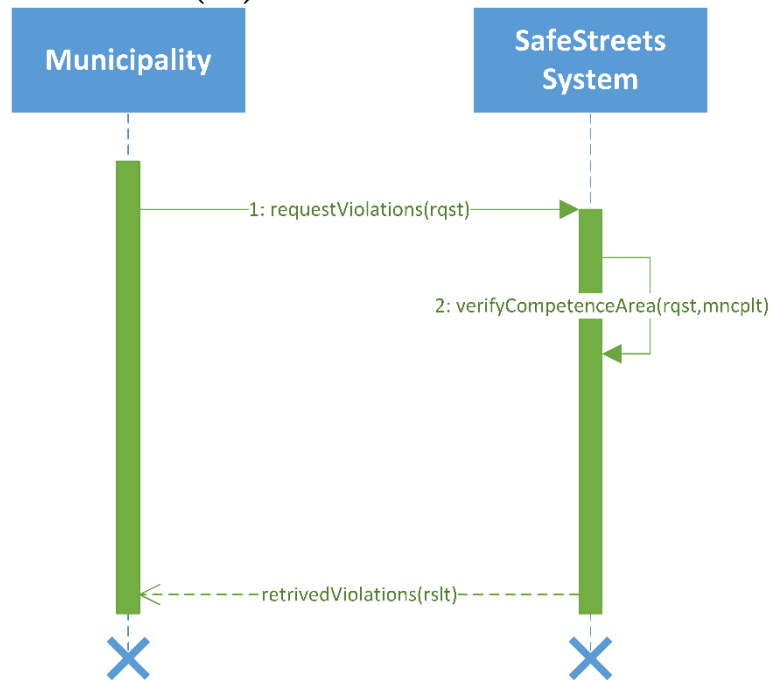 Municipality
SafeStreets
System
1: requestViolations(rqst)
2: verifyCompetenceArea(rqst,mncplt)
retrivedViolations(rslt)